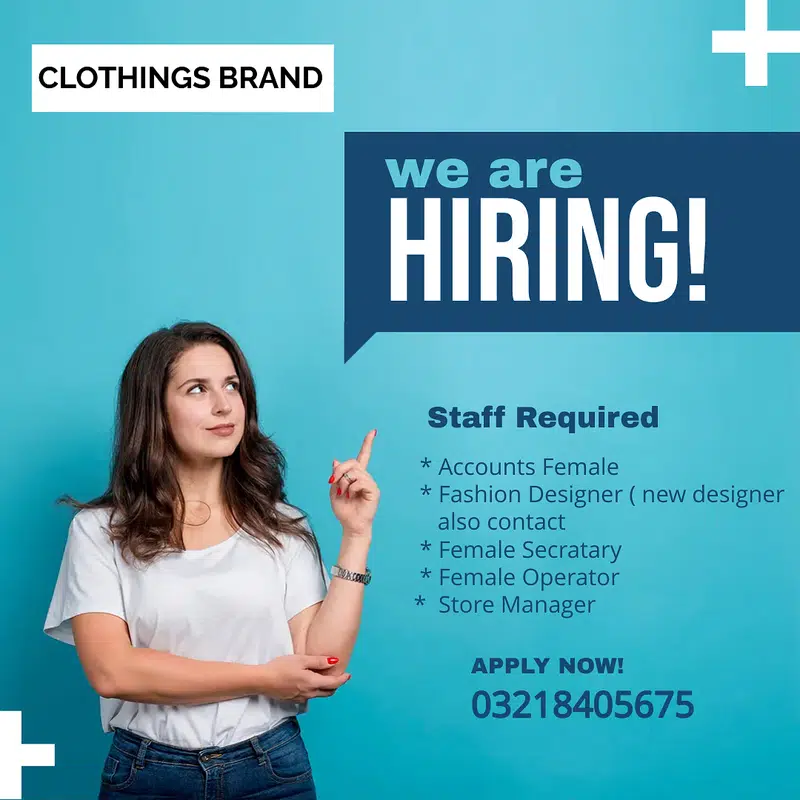 CLOTHINGS BRAND
we are
HIRING!
Staff Required
* Accounts Female
* Fashion Designer ( new designer
also contact
* Female Secratary
* Female Operator
* Store Manager
APPLY NOW!
03218405675